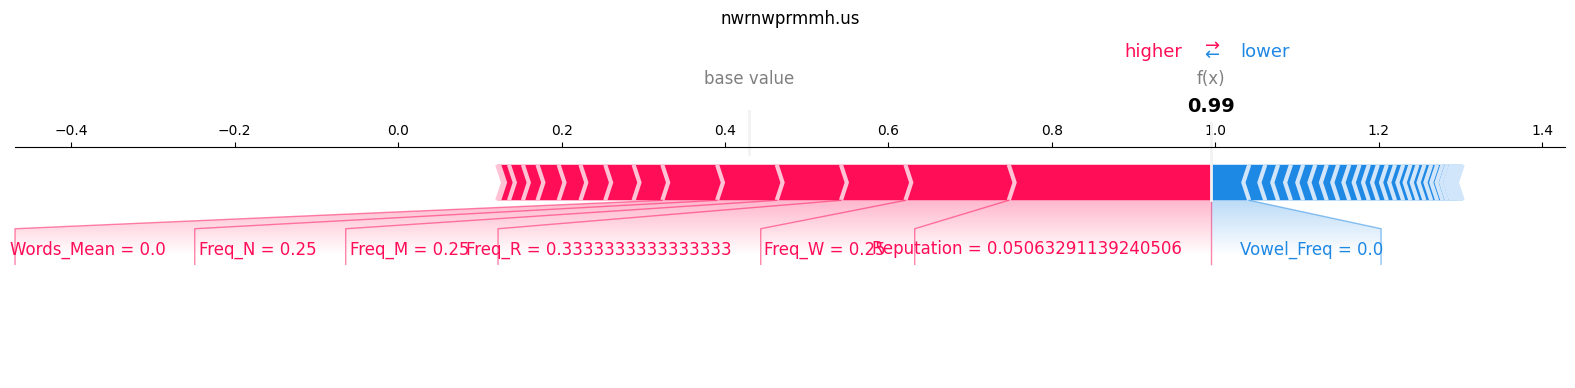 nwrnwprmmh.us
higher → ← lower
base value f(x)
0.99
−0.4 −0.2 0.0 0.2 0.4 0.6 0.8 1.0 1.2 1.4
Words_Mean = 0.0 Freq_N = 0.25 Freq_M = 0.25 Freq_R = 0.3333333333333333 Freq_W = 0.25 Reputation = 0.05063291139240506 Vowel_Freq = 0.0